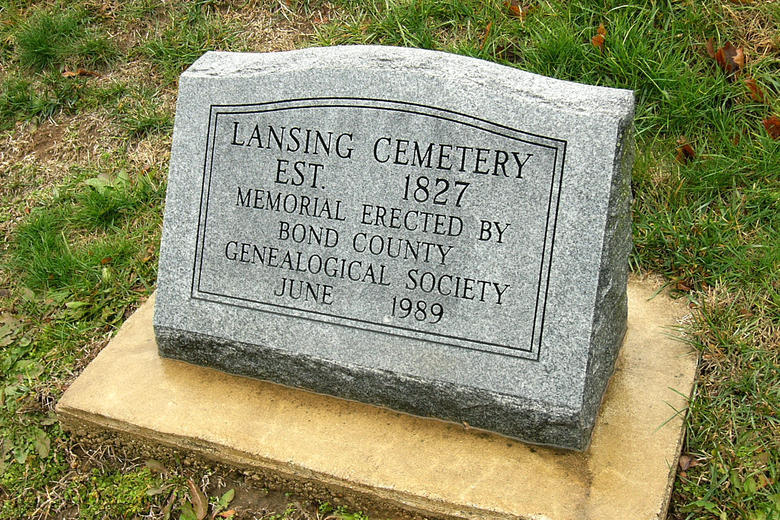 LANSING CEMETERY
EST. 1827
MEMORIAL ERECTED BY
BOND COUNTY
GENEALOGICAL SOCIETY
JUNE 1989